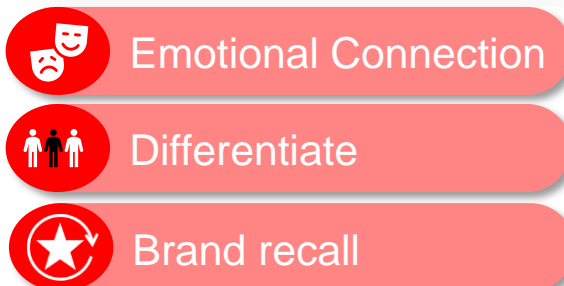 Emotional Connection
Differentiate
Brand recall